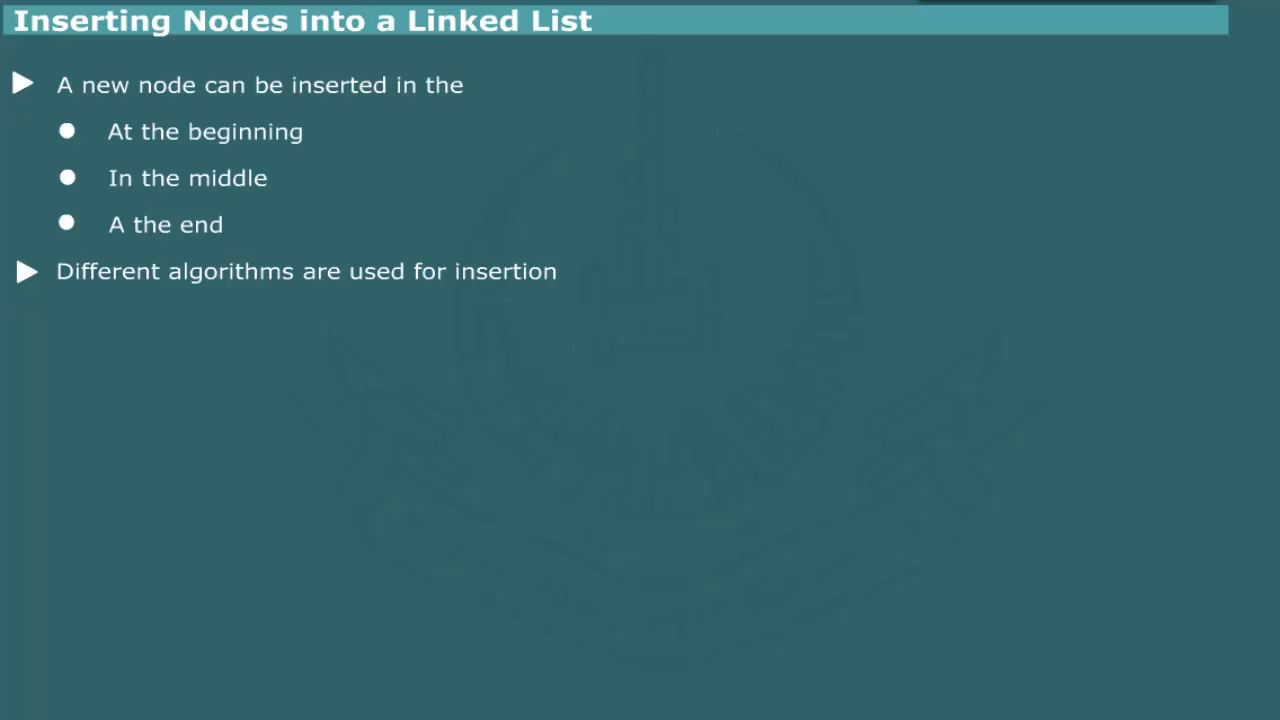 Inserting Nodes into a Linked List
A new node can be inserted in the
At the beginning
In the middle
A the end
Different algorithms are used for insertion